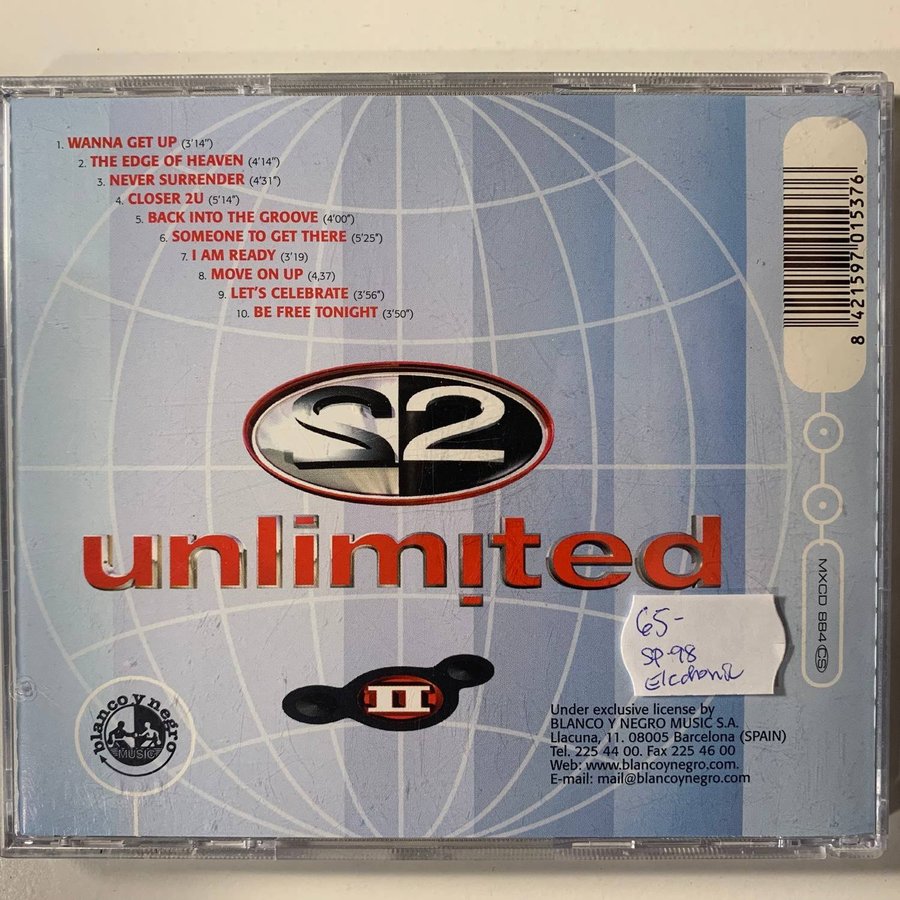 1. WANNA GET UP (3'14")
2. THE EDGE OF HEAVEN (4'14")
3. NEVER SURRENDER (4'31")
4. CLOSER 2U (5'14")
5. BACK INTO THE GROOVE (4'00")
6. SOMEONE TO GET THERE (5'25")
7. I AM READY (3'19)
8. MOVE ON UP (4,37)
9. LET'S CELEBRATE (3'56")
10. BE FREE TONIGHT (3'50")
8 421597 015376
2
unlimited
MXCD 884 CS
65-
SP-98
Electronic
II
blanco y negro
MUSIC
Under exclusive license by
BLANCO Y NEGRO MUSIC S.A.
Llacuna, 11. 08005 Barcelona (SPAIN)
Tel. 225 44 00. Fax 225 46 00
Web: www.blancoynegro.com.
E-mail: mail@blancoynegro.com